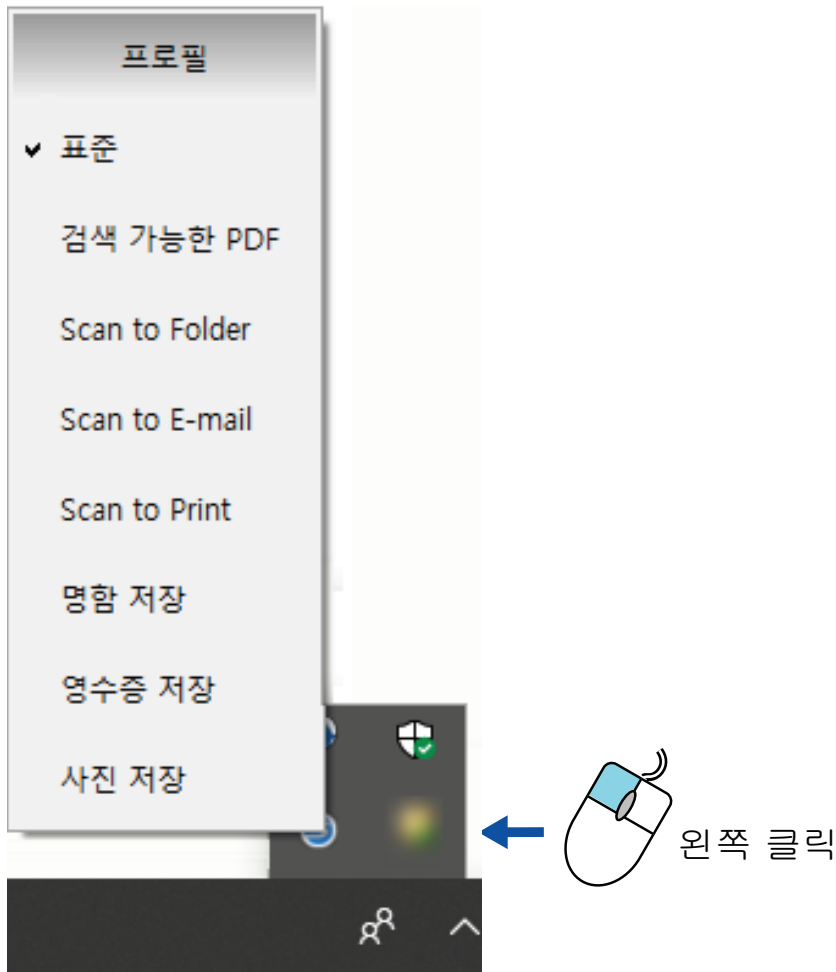 프로필
표준
검색 가능한 PDF
Scan to Folder
Scan to E-mail
Scan to Print
명함 저장
영수증 저장
사진 저장
왼쪽 클릭